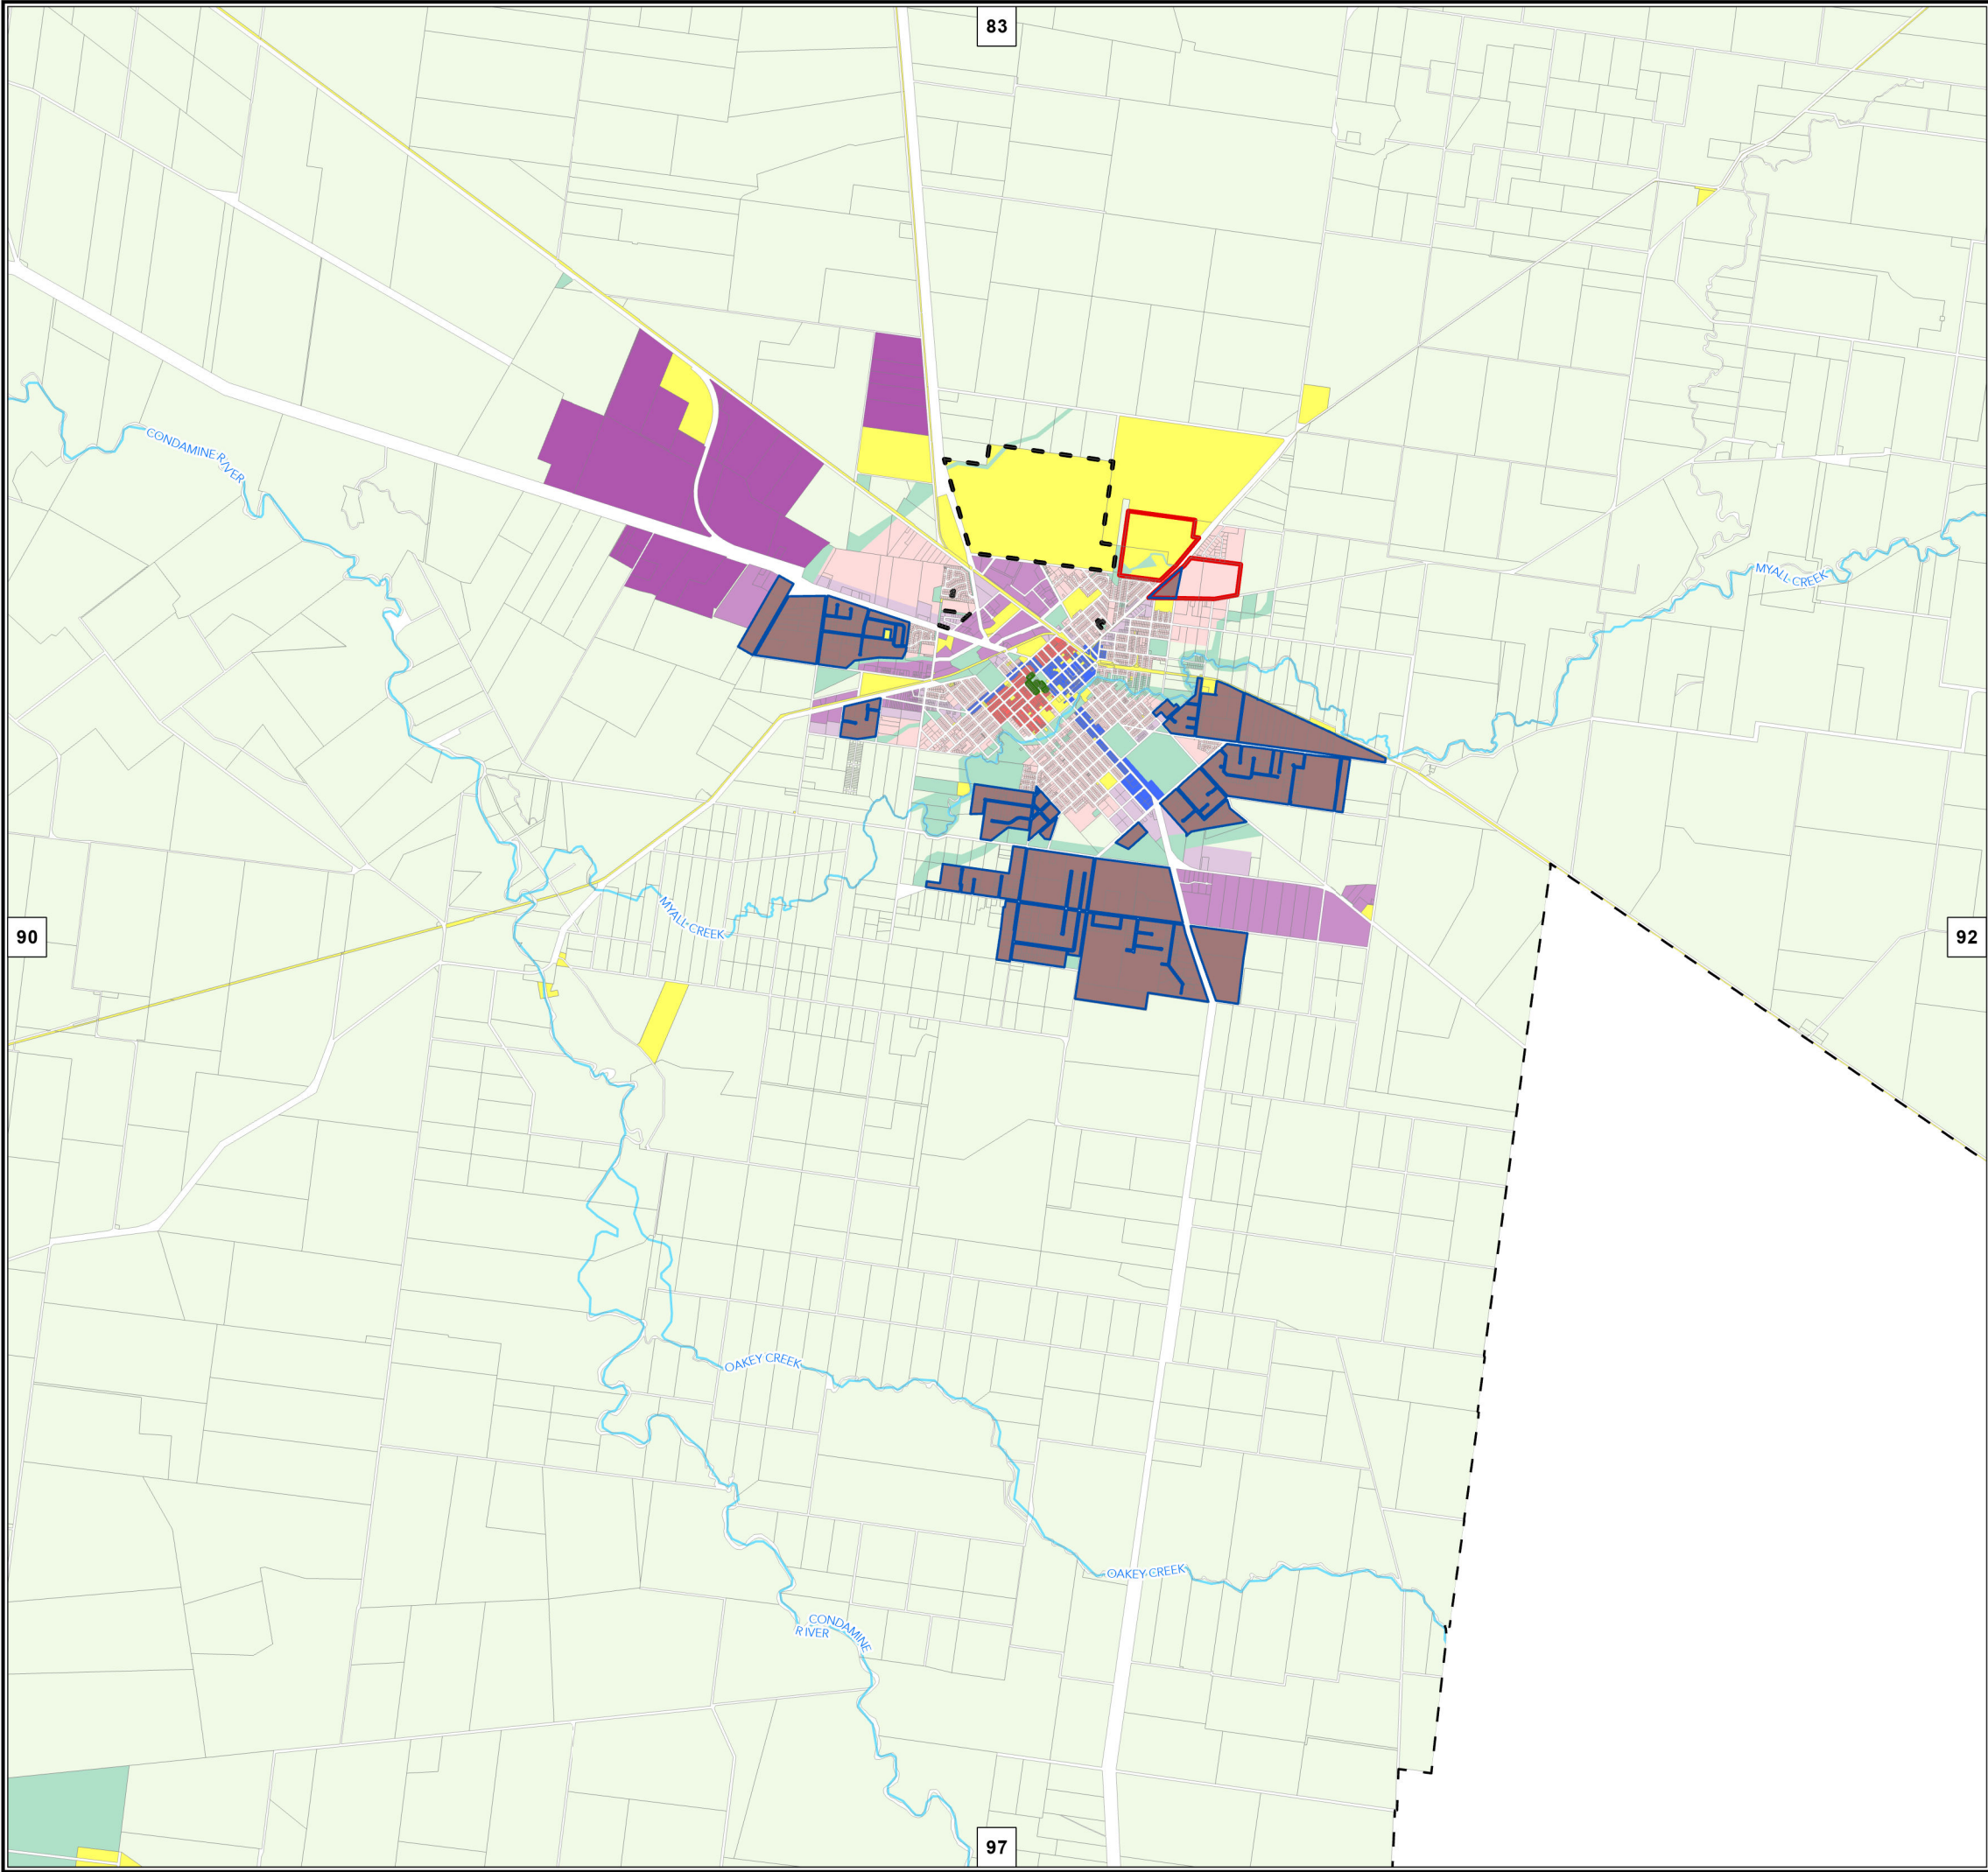 83
CONDAMINE RIVER
MYALL CREEK
90
MYALL CREEK
92
OAKEY CREEK
OAKEY CREEK
CONDAMINE
RIVER
97